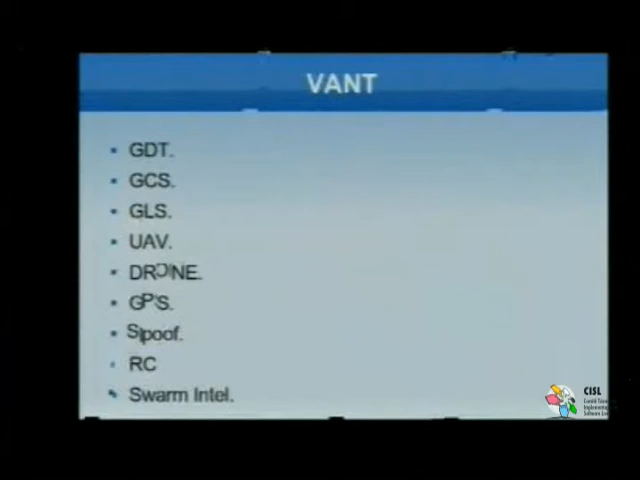 VANT
GDT.
GCS.
GLS.
UAV.
DRONE.
GPS.
Spoof.
RC
Swarm Intel.
CISL